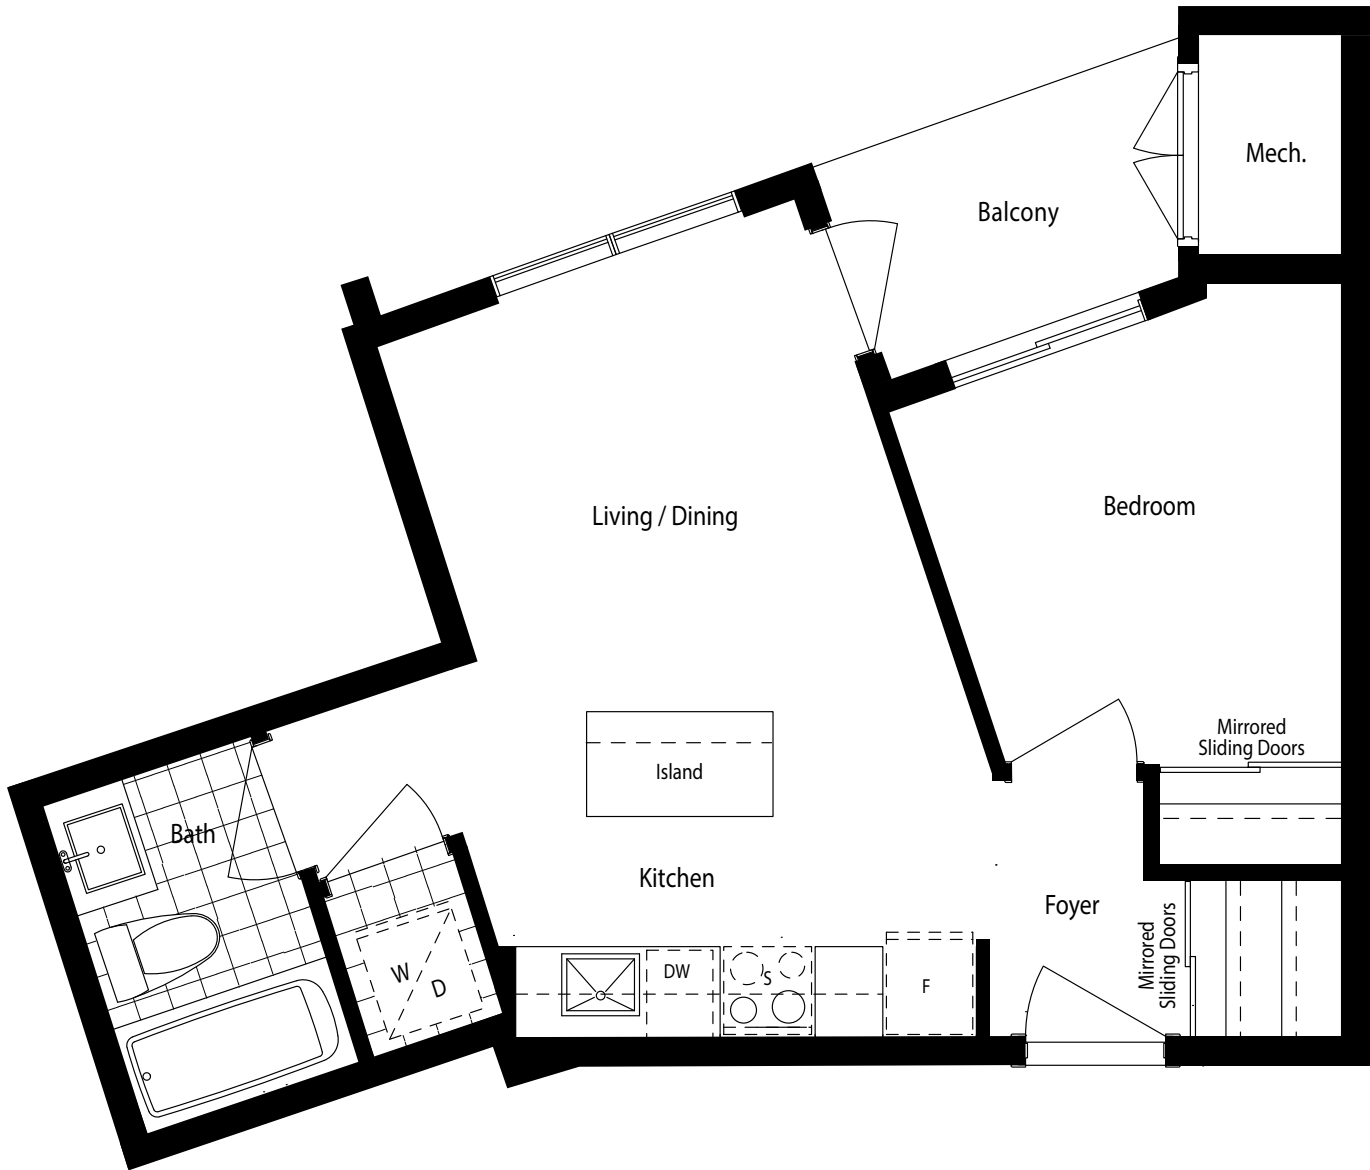 Mech.
Balcony
Living / Dining
Bedroom
Mirrored
Sliding Doors
Island
Bath
Kitchen
Foyer
Mirrored
Sliding Doors
W
D
DW
S
F